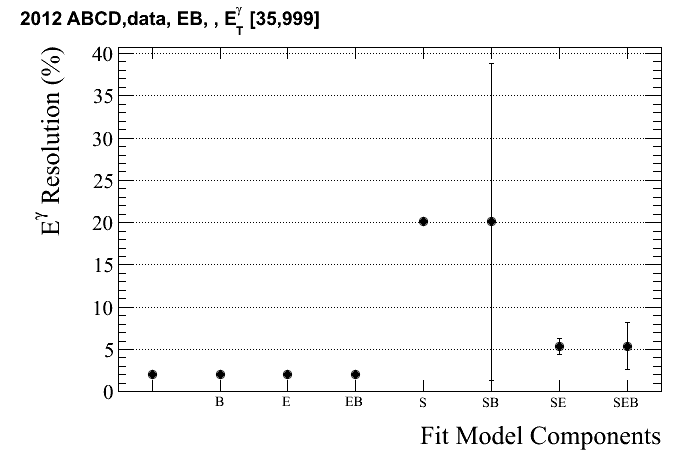 2012 ABCD,data, EB, , E_T^γ [35,999]
E^γ Resolution (%)
40
35
30
25
20
15
10
5
0
B E EB S SB SE SEB
Fit Model Components